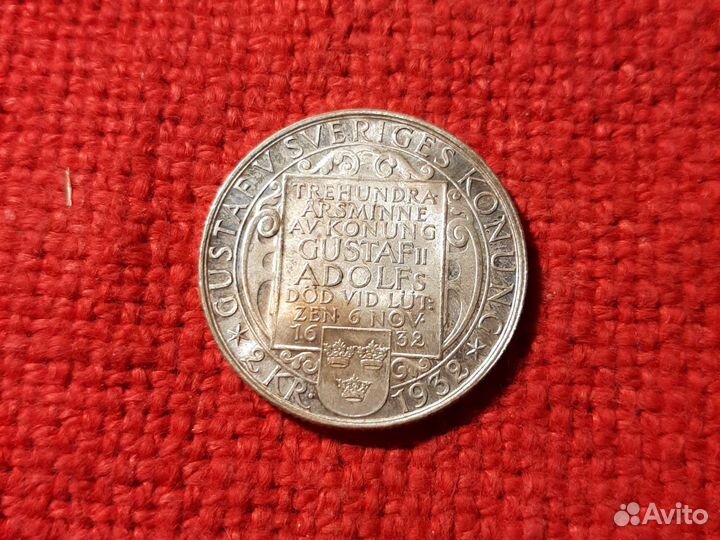 GUSTAF V SVERIGES KONUNG
TREHUNDRA
ÅRSMINNE
AV KONUNG
GUSTAF II
ADOLFS
DÖD VID LÜT-
ZEN 6 NOV.
16 32
★ 2 KR. 1932 ★
Avito